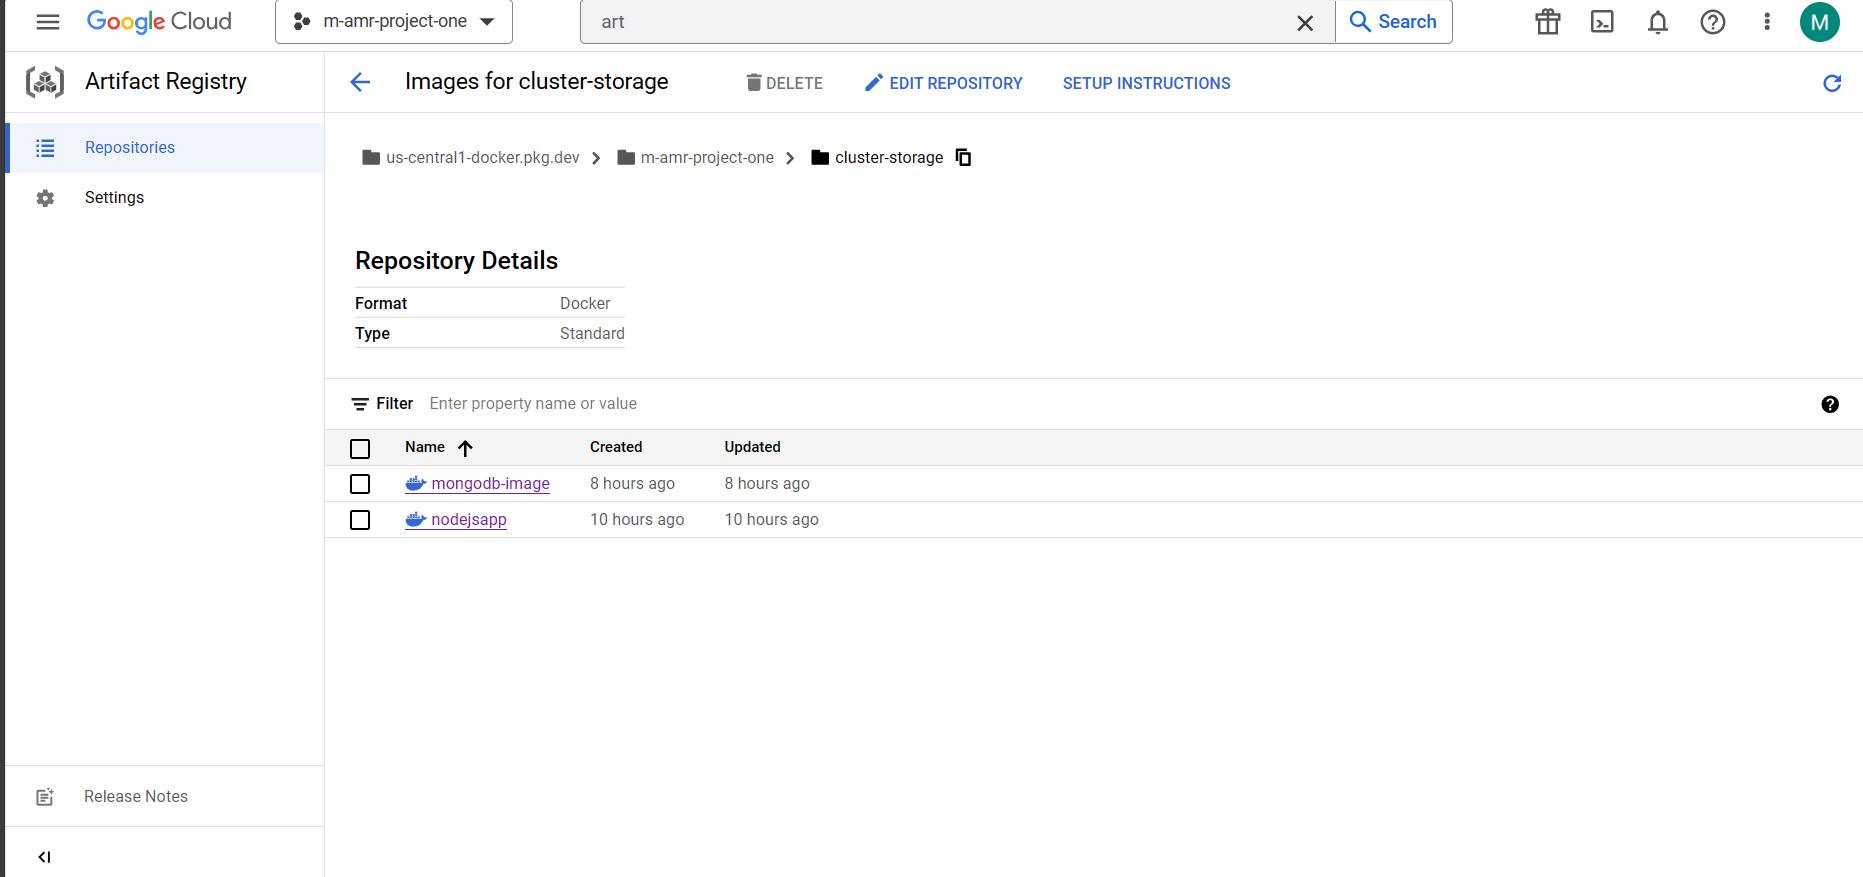 Google Cloud
m-amr-project-one
art
Search
M
Artifact Registry
Images for cluster-storage
DELETE
EDIT REPOSITORY
SETUP INSTRUCTIONS
Repositories
Settings
us-central1-docker.pkg.dev
m-amr-project-one
cluster-storage
Repository Details
Format Docker
Type Standard
Filter Enter property name or value
Name Created Updated
mongodb-image 8 hours ago 8 hours ago
nodejsapp 10 hours ago 10 hours ago
Release Notes